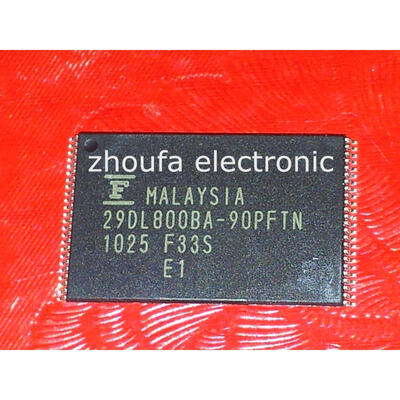 zhoufa electronic
F MALAYSIA
29DL800BA-90PFTN
1025 F33S
E1